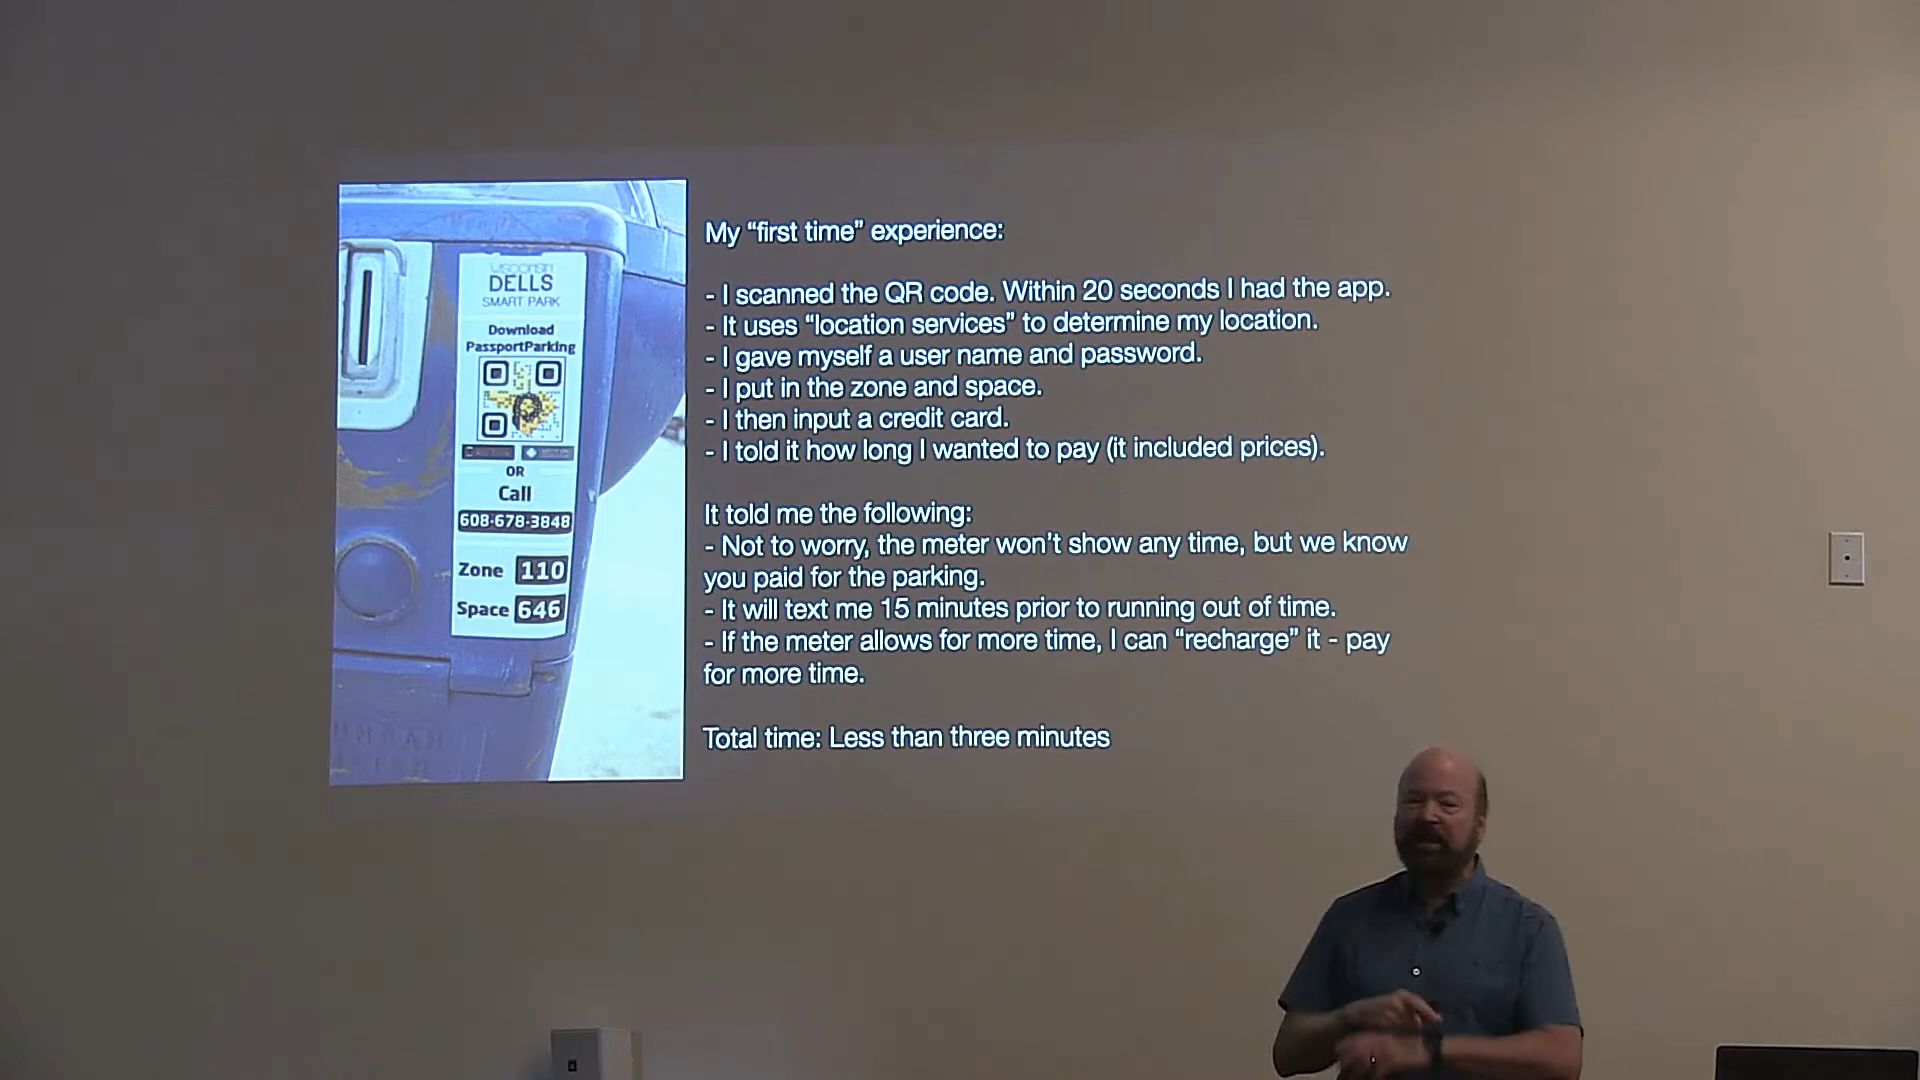 WISCONSIN
DELLS
SMART PARK
Download
PassportParking
OR
Call
608-678-3848
Zone 110
Space 646
My “first time” experience:
- I scanned the QR code. Within 20 seconds I had the app.
- It uses “location services” to determine my location.
- I gave myself a user name and password.
- I put in the zone and space.
- I then input a credit card.
- I told it how long I wanted to pay (it included prices).
It told me the following:
- Not to worry, the meter won’t show any time, but we know
you paid for the parking.
- It will text me 15 minutes prior to running out of time.
- If the meter allows for more time, I can “recharge” it - pay
for more time.
Total time: Less than three minutes